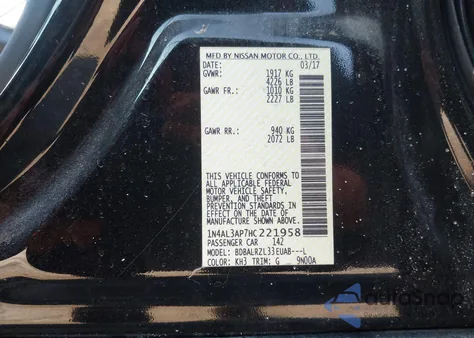 MFD BY NISSAN MOTOR CO., LTD.
DATE: 03/17
GVWR: 1917 KG
4226 LB
GAWR FR.: 1010 KG
2227 LB
GAWR RR.: 940 KG
2072 LB
THIS VEHICLE CONFORMS TO
ALL APPLICABLE FEDERAL
MOTOR VEHICLE SAFETY,
BUMPER, AND THEFT
PREVENTION STANDARDS IN
EFFECT ON THE DATE OF
MANUFACTURE SHOWN ABOVE.
1N4AL3AP7HC221958
PASSENGER CAR 142
MODEL: BDBALRZL33EUAB---L
COLOR: KH3 TRIM: G 9N00A
AutoSnap